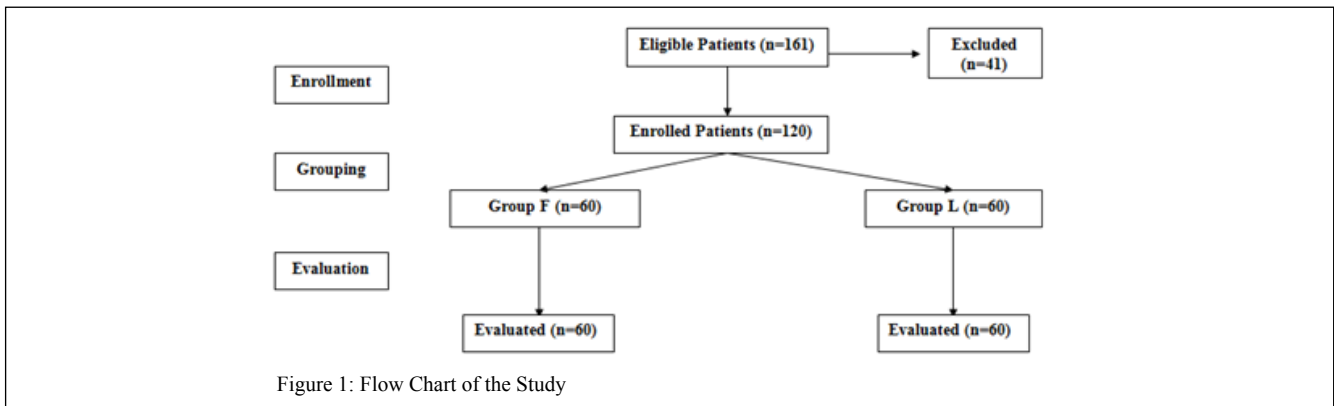 Eligible Patients (n=161)
Excluded
(n=41)
Enrollment
Enrolled Patients (n=120)
Grouping
Group F (n=60)
Group L (n=60)
Evaluation
Evaluated (n=60)
Evaluated (n=60)
Figure 1: Flow Chart of the Study